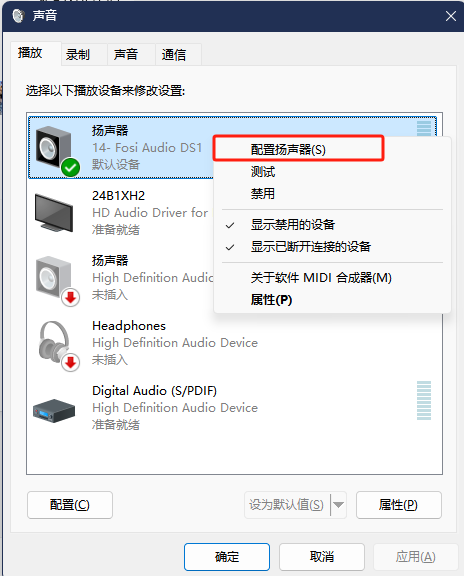 声音
播放
录制
声音
通信
选择以下播放设备来修改设置:
扬声器
14- Fosi Audio DS1
默认设备
配置扬声器(S)
测试
禁用
显示禁用的设备
显示已断开连接的设备
关于软件 MIDI 合成器(M)
属性(P)
24B1XH2
HD Audio Driver for
准备就绪
扬声器
High Definition Audio
未插入
Headphones
High Definition Audio Device
未插入
Digital Audio (S/PDIF)
High Definition Audio Device
准备就绪
配置(C)
设为默认值(S)
属性(P)
确定
取消
应用(A)